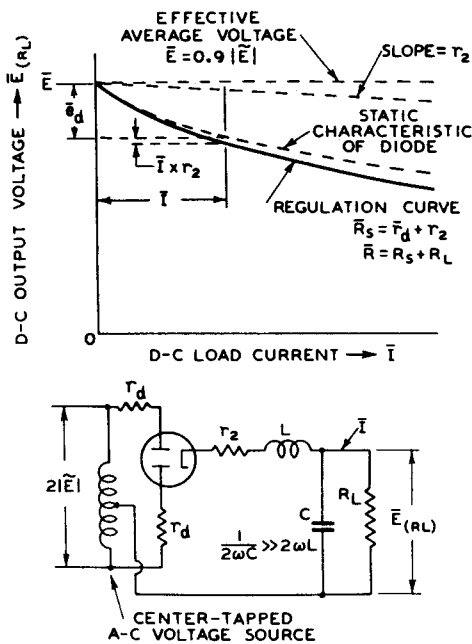 EFFECTIVE
AVERAGE VOLTAGE
Ē=0.9 |Ẽ|
SLOPE=r₂
D-C OUTPUT VOLTAGE → Ē(RL)
Ē
ēd
STATIC
CHARACTERISTIC
OF DIODE
Ī x r₂
Ī
REGULATION CURVE
R̄s = r̄d + r₂
R̄ = Rs + RL
O
D-C LOAD CURRENT → Ī
rd
2|Ẽ|
r₂
L
Ī
rd
C
RL
Ē(RL)
1/2ωC >> 2ωL
CENTER-TAPPED
A-C VOLTAGE SOURCE